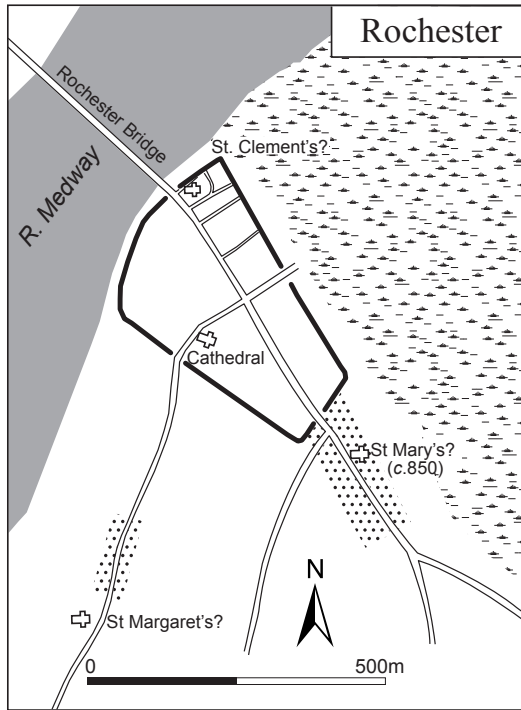 Rochester
Rochester Bridge
St. Clement's?
R. Medway
Cathedral
St Mary's?
(c.850)
N
St Margaret's?
0 500m